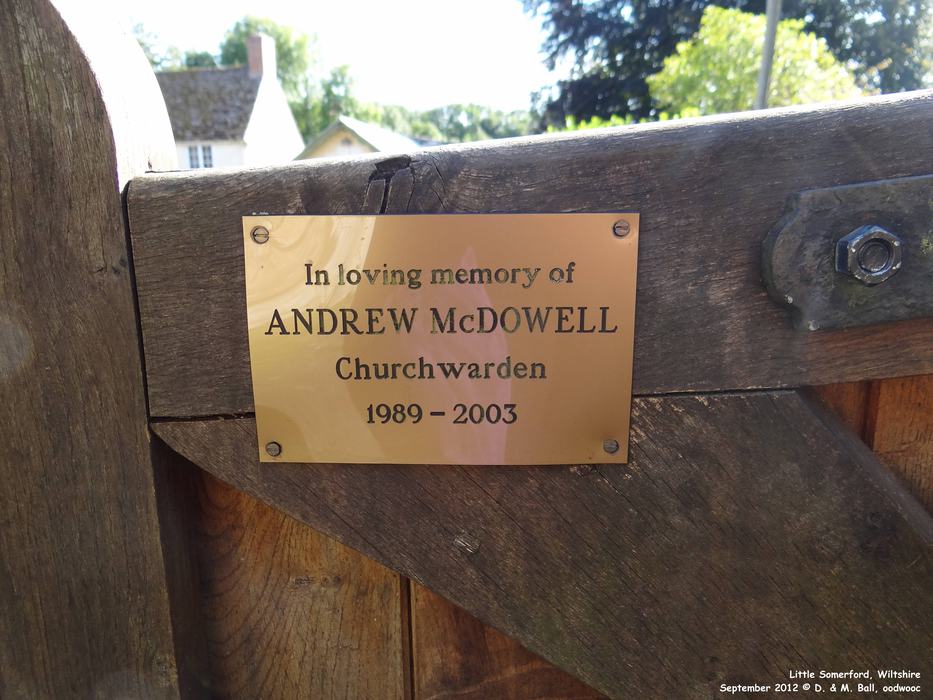 In loving memory of
ANDREW McDOWELL
Churchwarden
1989 – 2003
Little Somerford, Wiltshire
September 2012 © D. & M. Ball, oodwooc